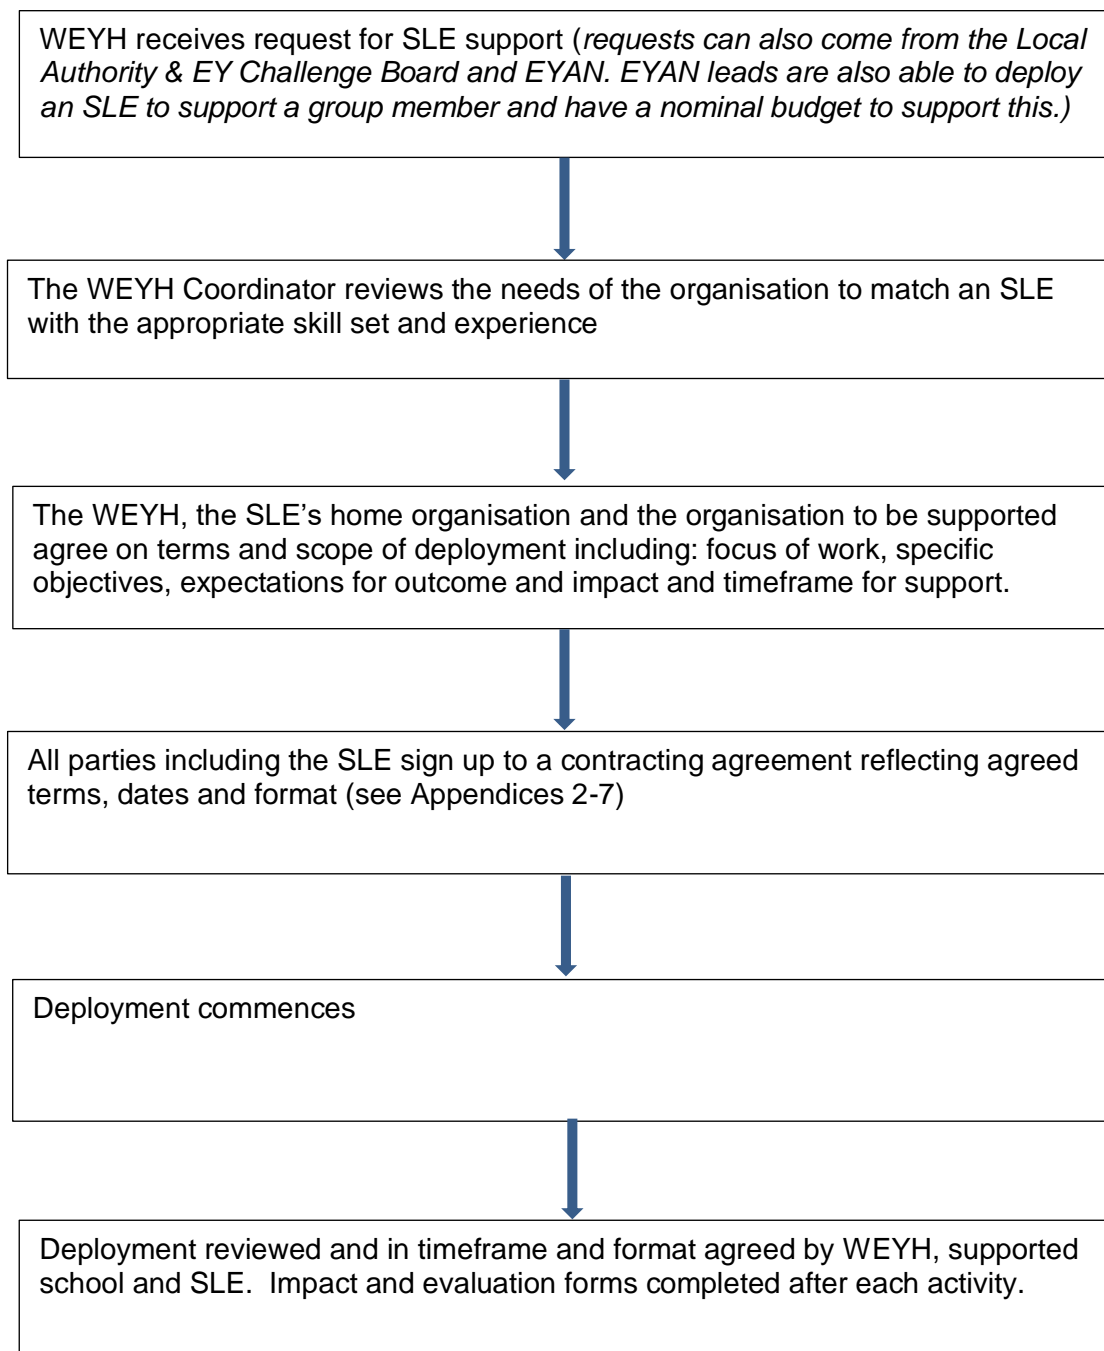 WEYH receives request for SLE support (requests can also come from the Local
Authority & EY Challenge Board and EYAN. EYAN leads are also able to deploy
an SLE to support a group member and have a nominal budget to support this.)
The WEYH Coordinator reviews the needs of the organisation to match an SLE
with the appropriate skill set and experience
The WEYH, the SLE’s home organisation and the organisation to be supported
agree on terms and scope of deployment including: focus of work, specific
objectives, expectations for outcome and impact and timeframe for support.
All parties including the SLE sign up to a contracting agreement reflecting agreed
terms, dates and format (see Appendices 2-7)
Deployment commences
Deployment reviewed and in timeframe and format agreed by WEYH, supported
school and SLE.  Impact and evaluation forms completed after each activity.